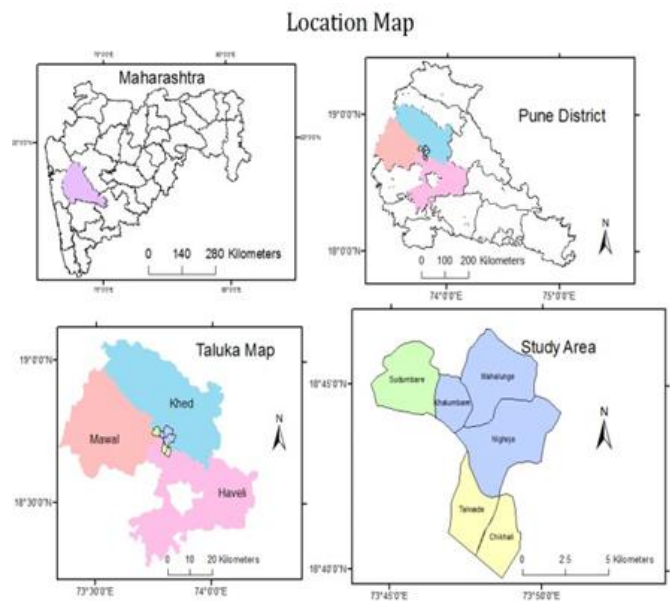 Location Map
Maharashtra
0 140 280 Kilometers
Pune District
19°0'0"N
18°0'0"N
N
0 100 200 Kilometers
74°0'0"E 75°0'0"E
Taluka Map
19°0'0"N
18°30'0"N
Khed
Mawal
Haveli
N
0 10 20 Kilometers
73°30'0"E 74°0'0"E
Study Area
18°45'0"N
18°40'0"N
Sudumbare
Mahalunge
Khalumbare
Nighoje
Talwade
Chikhali
N
0 2.5 5 Kilometers
73°45'0"E 73°50'0"E